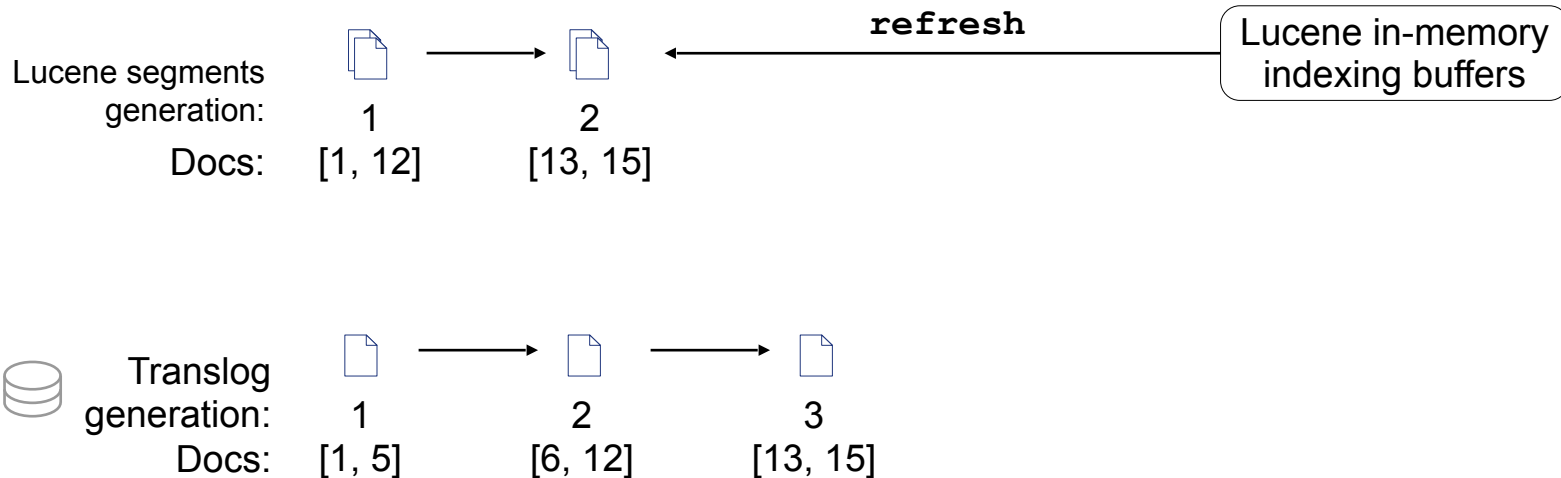 refresh
Lucene in-memory
indexing buffers
Lucene segments
generation:
1
2
Docs:
[1, 12]
[13, 15]
Translog
generation:
1
2
3
Docs:
[1, 5]
[6, 12]
[13, 15]